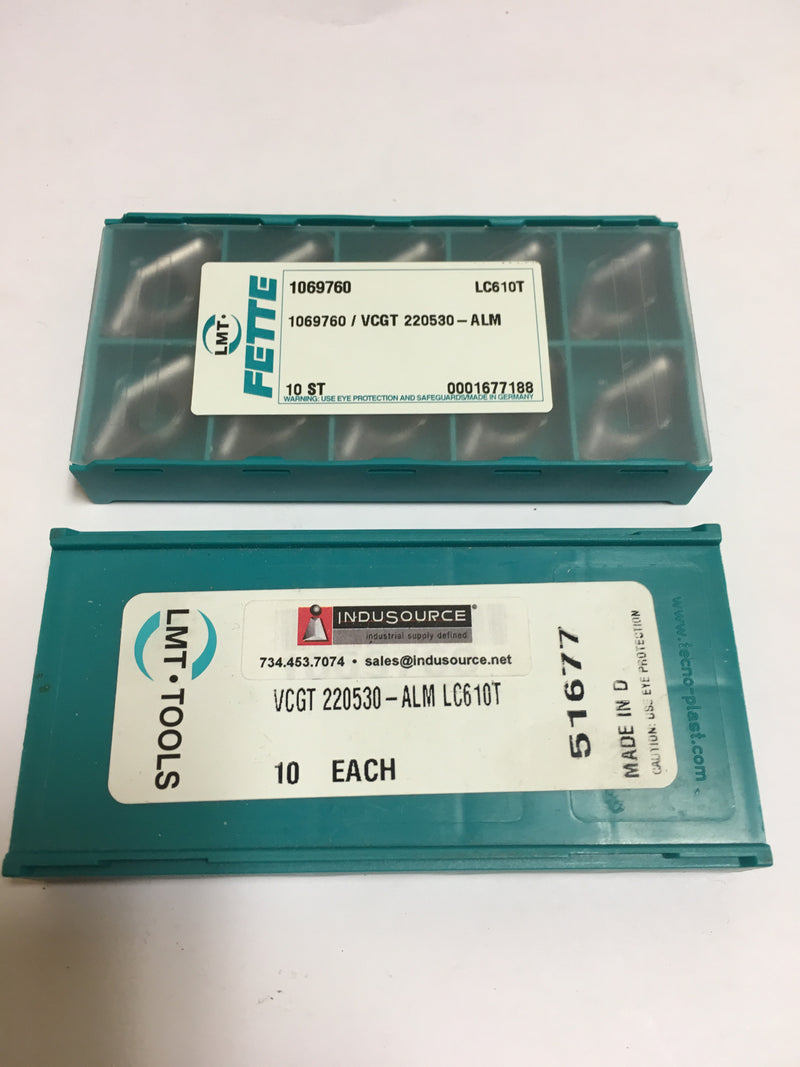 LMT.
FETTE
1069760 LC610T
1069760 / VCGT 220530-ALM
10 ST 0001677188
WARNING: USE EYE PROTECTION AND SAFEGUARDS/MADE IN GERMANY
LMT.TOOLS
INDUSOURCE®
industrial supply defined
734.453.7074 • sales@indusource.net
VCGT 220530-ALM LC610T
10 EACH
51677
MADE IN D
CAUTION: USE EYE PROTECTION
www.tecno-plast.com